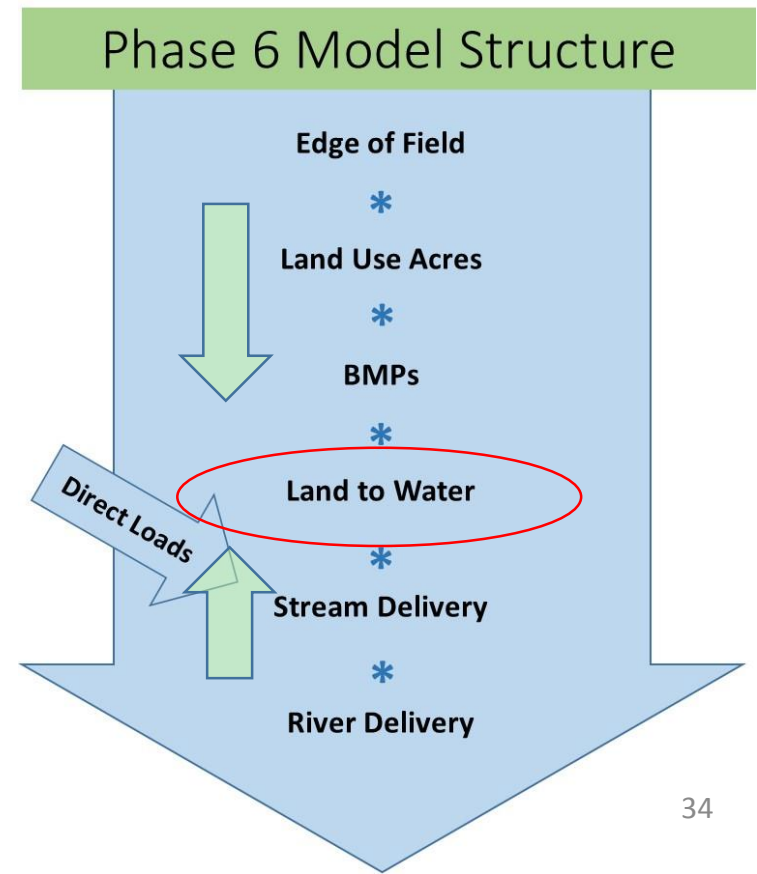 Phase 6 Model Structure
Edge of Field
*
Land Use Acres
*
BMPs
*
Land to Water
Direct Loads
*
Stream Delivery
*
River Delivery
34